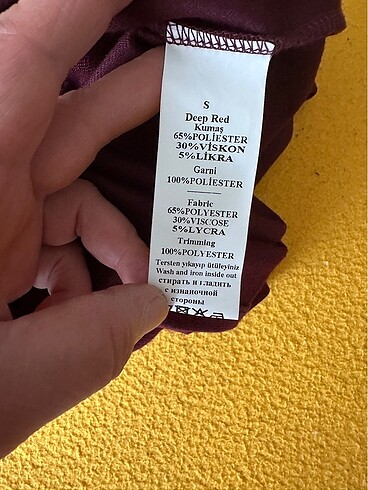 S
Deep Red
Kumaş
65%POLİESTER
30%VİSKON
5%LİKRA
Garni
100%POLİESTER
Fabric
65%POLYESTER
30%VISCOSE
5%LYCRA
Trimming
100%POLYESTER
Tersten yıkayıp ütüleyiniz
Wash and iron inside out
стирать и гладить
с изнаночной
стороны